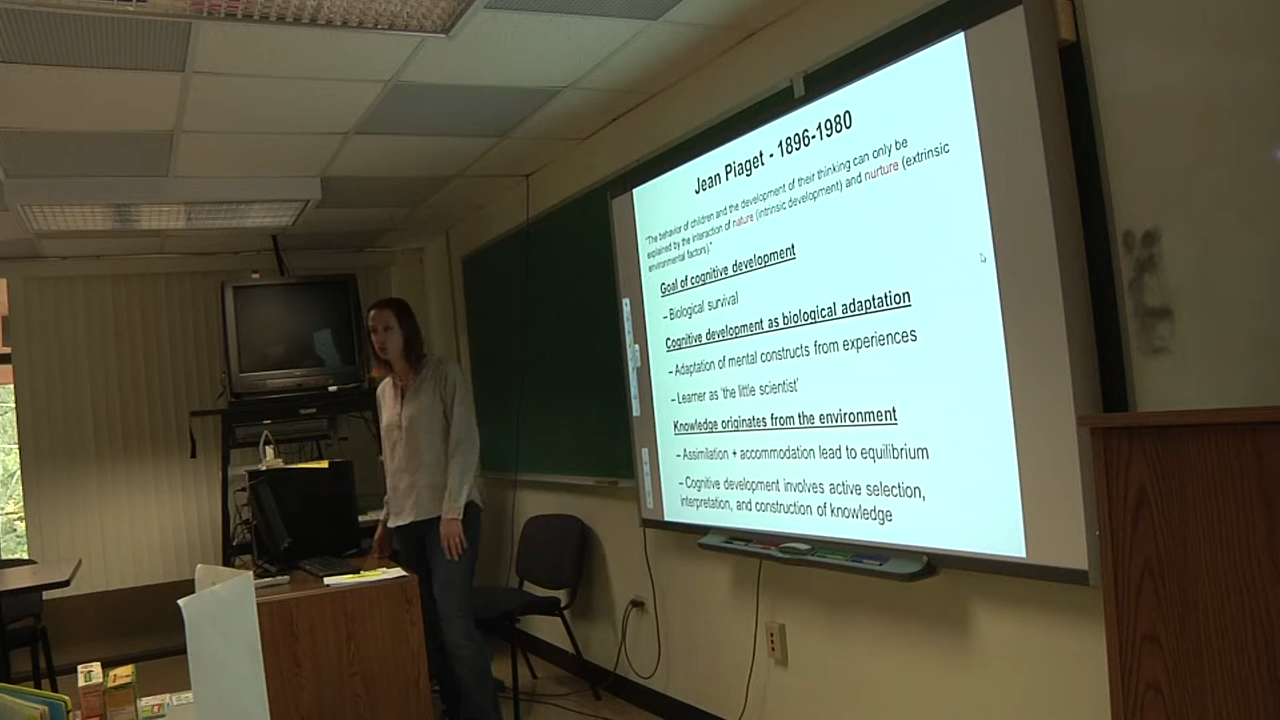 Jean Piaget - 1896-1980
"The behavior of children and the development of their thinking can only be
explained by the interaction of nature (intrinsic development) and nurture (extrinsic
environmental factors)"
Goal of cognitive development
– Biological survival
Cognitive development as biological adaptation
– Adaptation of mental constructs from experiences
– Learner as 'the little scientist'
Knowledge originates from the environment
– Assimilation + accommodation lead to equilibrium
– Cognitive development involves active selection,
interpretation, and construction of knowledge